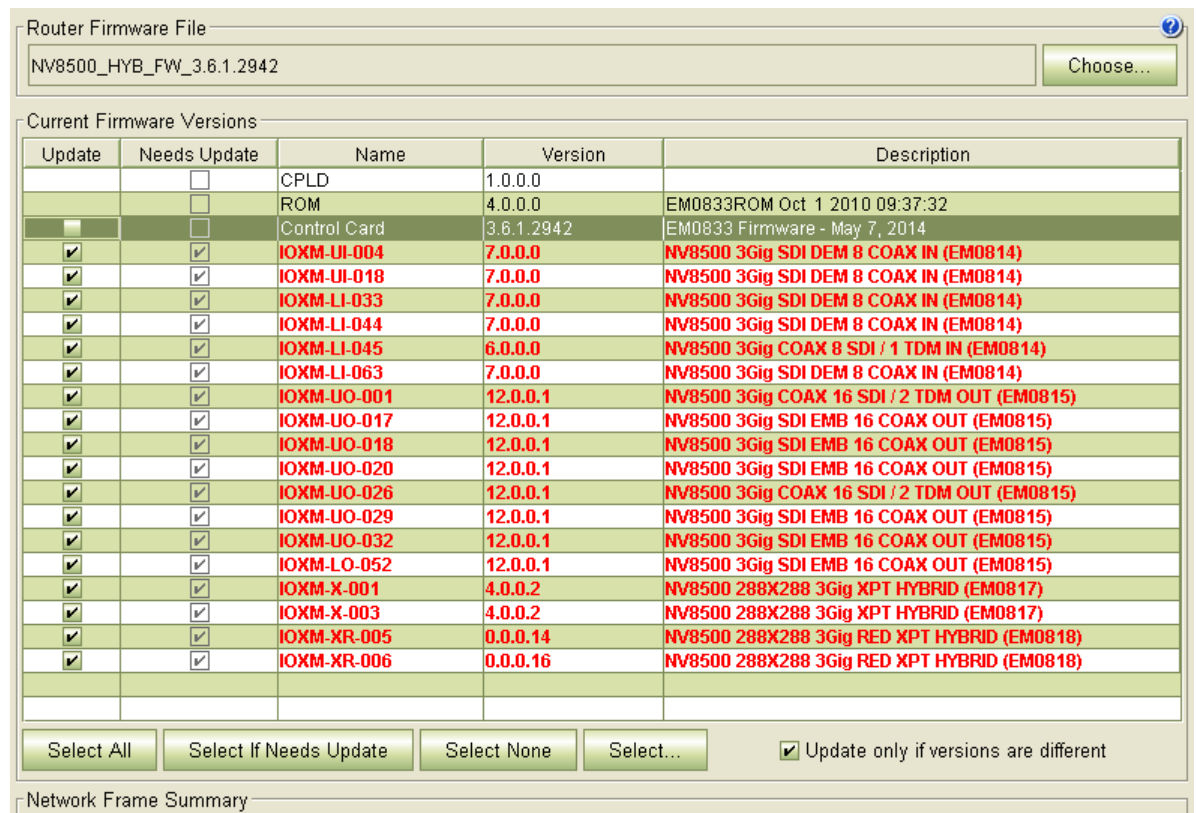 Router Firmware File
NV8500_HYB_FW_3.6.1.2942 Choose...
Current Firmware Versions
Update Needs Update Name Version Description
CPLD 1.0.0.0
ROM 4.0.0.0 EM0833ROM Oct 1 2010 09:37:32
Control Card 3.6.1.2942 EM0833 Firmware - May 7, 2014
IOXM-UI-004 7.0.0.0 NV8500 3Gig SDI DEM 8 COAX IN (EM0814)
IOXM-UI-018 7.0.0.0 NV8500 3Gig SDI DEM 8 COAX IN (EM0814)
IOXM-LI-033 7.0.0.0 NV8500 3Gig SDI DEM 8 COAX IN (EM0814)
IOXM-LI-044 7.0.0.0 NV8500 3Gig SDI DEM 8 COAX IN (EM0814)
IOXM-LI-045 6.0.0.0 NV8500 3Gig COAX 8 SDI / 1 TDM IN (EM0814)
IOXM-LI-063 7.0.0.0 NV8500 3Gig SDI DEM 8 COAX IN (EM0814)
IOXM-UO-001 12.0.0.1 NV8500 3Gig COAX 16 SDI / 2 TDM OUT (EM0815)
IOXM-UO-017 12.0.0.1 NV8500 3Gig SDI EMB 16 COAX OUT (EM0815)
IOXM-UO-018 12.0.0.1 NV8500 3Gig SDI EMB 16 COAX OUT (EM0815)
IOXM-UO-020 12.0.0.1 NV8500 3Gig SDI EMB 16 COAX OUT (EM0815)
IOXM-UO-026 12.0.0.1 NV8500 3Gig COAX 16 SDI / 2 TDM OUT (EM0815)
IOXM-UO-029 12.0.0.1 NV8500 3Gig SDI EMB 16 COAX OUT (EM0815)
IOXM-UO-032 12.0.0.1 NV8500 3Gig SDI EMB 16 COAX OUT (EM0815)
IOXM-LO-052 12.0.0.1 NV8500 3Gig SDI EMB 16 COAX OUT (EM0815)
IOXM-X-001 4.0.0.2 NV8500 288X288 3Gig XPT HYBRID (EM0817)
IOXM-X-003 4.0.0.2 NV8500 288X288 3Gig XPT HYBRID (EM0817)
IOXM-XR-005 0.0.0.14 NV8500 288X288 3Gig RED XPT HYBRID (EM0818)
IOXM-XR-006 0.0.0.16 NV8500 288X288 3Gig RED XPT HYBRID (EM0818)
Select All Select If Needs Update Select None Select... Update only if versions are different
Network Frame Summary